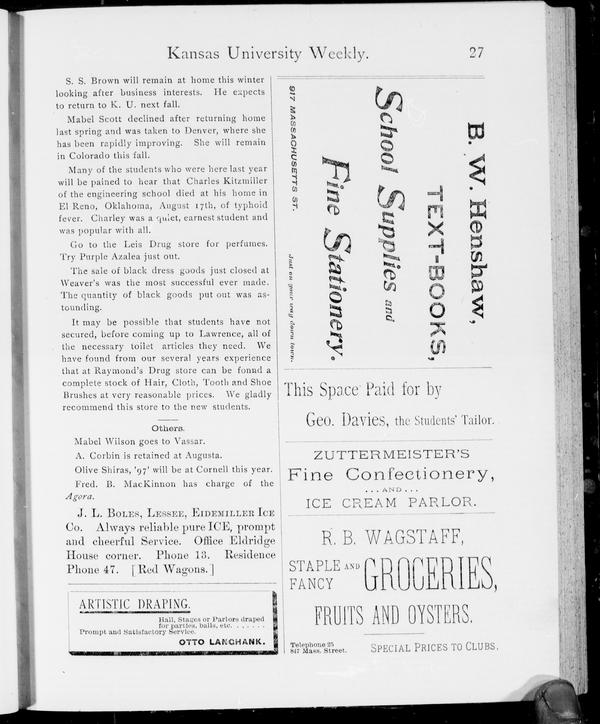 Kansas University Weekly. 27
S. S. Brown will remain at home this winter
looking after business interests. He expects
to return to K. U. next fall.
Mabel Scott declined after returning home
last spring and was taken to Denver, where she
has been rapidly improving. She will remain
in Colorado this fall.
Many of the students who were here last year
will be pained to hear that Charles Kitzmiller
of the engineering school died at his home in
El Reno, Oklahoma, August 17th, of typhoid
fever. Charley was a quiet, earnest student and
was popular with all.
Go to the Leis Drug store for perfumes.
Try Purple Azalea just out.
The sale of black dress goods just closed at
Weaver's was the most successful ever made.
The quantity of black goods put out was as-
tounding.
It may be possible that students have not
secured, before coming up to Lawrence, all of
the necessary toilet articles they need. We
have found from our several years experience
that at Raymond's Drug store can be fonnd a
complete stock of Hair, Cloth, Tooth and Shoe
Brushes at very reasonable prices. We gladly
recommend this store to the new students.
Others.
Mabel Wilson goes to Vassar.
A. Corbin is retained at Augusta.
Olive Shiras, '97' will be at Cornell this year.
Fred. B. MacKinnon has charge of the
Agora.
J. L. Boles, Lessee, Eidemiller Ice
Co. Always reliable pure ICE, prompt
and cheerful Service. Office Eldridge
House corner. Phone 13. Residence
Phone 47. [Red Wagons.]
ARTISTIC DRAPING.
Hall, Stages or Parlors draped
for parties, balls, etc. . . . . . .
Prompt and Satisfactory Service.
OTTO LANGHANK.
B. W. Henshaw,
TEXT-BOOKS,
School Supplies and
Fine Stationery.
917 MASSACHUSETTS ST. Just on your way down town.
This Space Paid for by
Geo. Davies, the Students' Tailor.
ZUTTERMEISTER'S
Fine Confectionery,
... AND ...
ICE CREAM PARLOR.
R. B. WAGSTAFF,
STAPLE AND
FANCY GROCERIES,
FRUITS AND OYSTERS.
Telephone 25
847 Mass. Street. SPECIAL PRICES TO CLUBS.